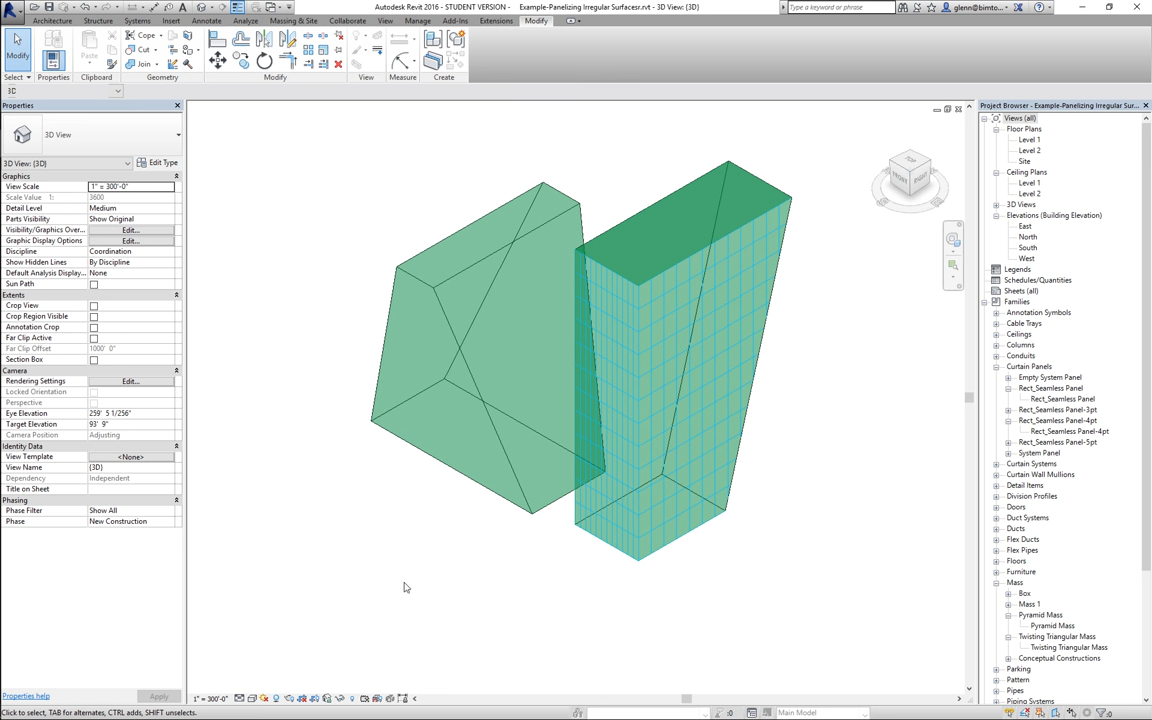 Autodesk Revit 2016 - STUDENT VERSION - Example-Panelizing Irregular Surfacesr.rvt - 3D View: {3D}
Type a keyword or phrase
glenn@bimto...
Architecture Structure Systems Insert Annotate Analyze Massing & Site Collaborate View Manage Add-Ins Extensions Modify
Modify
Paste
Cope
Cut
Join
Select Properties Clipboard Geometry Modify View Measure Create
3D
Properties
3D View
3D View: {3D}
Edit Type
Graphics
View Scale 1" = 300'-0"
Scale Value 1: 3600
Detail Level Medium
Parts Visibility Show Original
Visibility/Graphics Over... Edit...
Graphic Display Options Edit...
Discipline Coordination
Show Hidden Lines By Discipline
Default Analysis Display... None
Sun Path
Extents
Crop View
Crop Region Visible
Annotation Crop
Far Clip Active
Far Clip Offset 1000' 0"
Section Box
Camera
Rendering Settings Edit...
Locked Orientation
Perspective
Eye Elevation 259' 5 1/256"
Target Elevation 93' 9"
Camera Position Adjusting
Identity Data
View Template <None>
View Name {3D}
Dependency Independent
Title on Sheet
Phasing
Phase Filter Show All
Phase New Construction
Properties help
Apply
TOP
FRONT
RIGHT
Project Browser - Example-Panelizing Irregular Sur...
Views (all)
Floor Plans
Level 1
Level 2
Site
Ceiling Plans
Level 1
Level 2
3D Views
Elevations (Building Elevation)
East
North
South
West
Legends
Schedules/Quantities
Sheets (all)
Families
Annotation Symbols
Cable Trays
Ceilings
Columns
Conduits
Curtain Panels
Empty System Panel
Rect_Seamless Panel
Rect_Seamless Panel
Rect_Seamless Panel-3pt
Rect_Seamless Panel-4pt
Rect_Seamless Panel-4pt
Rect_Seamless Panel-5pt
System Panel
Curtain Systems
Curtain Wall Mullions
Detail Items
Division Profiles
Doors
Duct Systems
Ducts
Flex Ducts
Flex Pipes
Floors
Furniture
Mass
Box
Mass 1
Pyramid Mass
Pyramid Mass
Twisting Triangular Mass
Twisting Triangular Mass
Conceptual Constructions
Parking
Pattern
Pipes
Piping Systems
1" = 300'-0"
Click to select, TAB for alternates, CTRL adds, SHIFT unselects.
:0
Main Model
:0